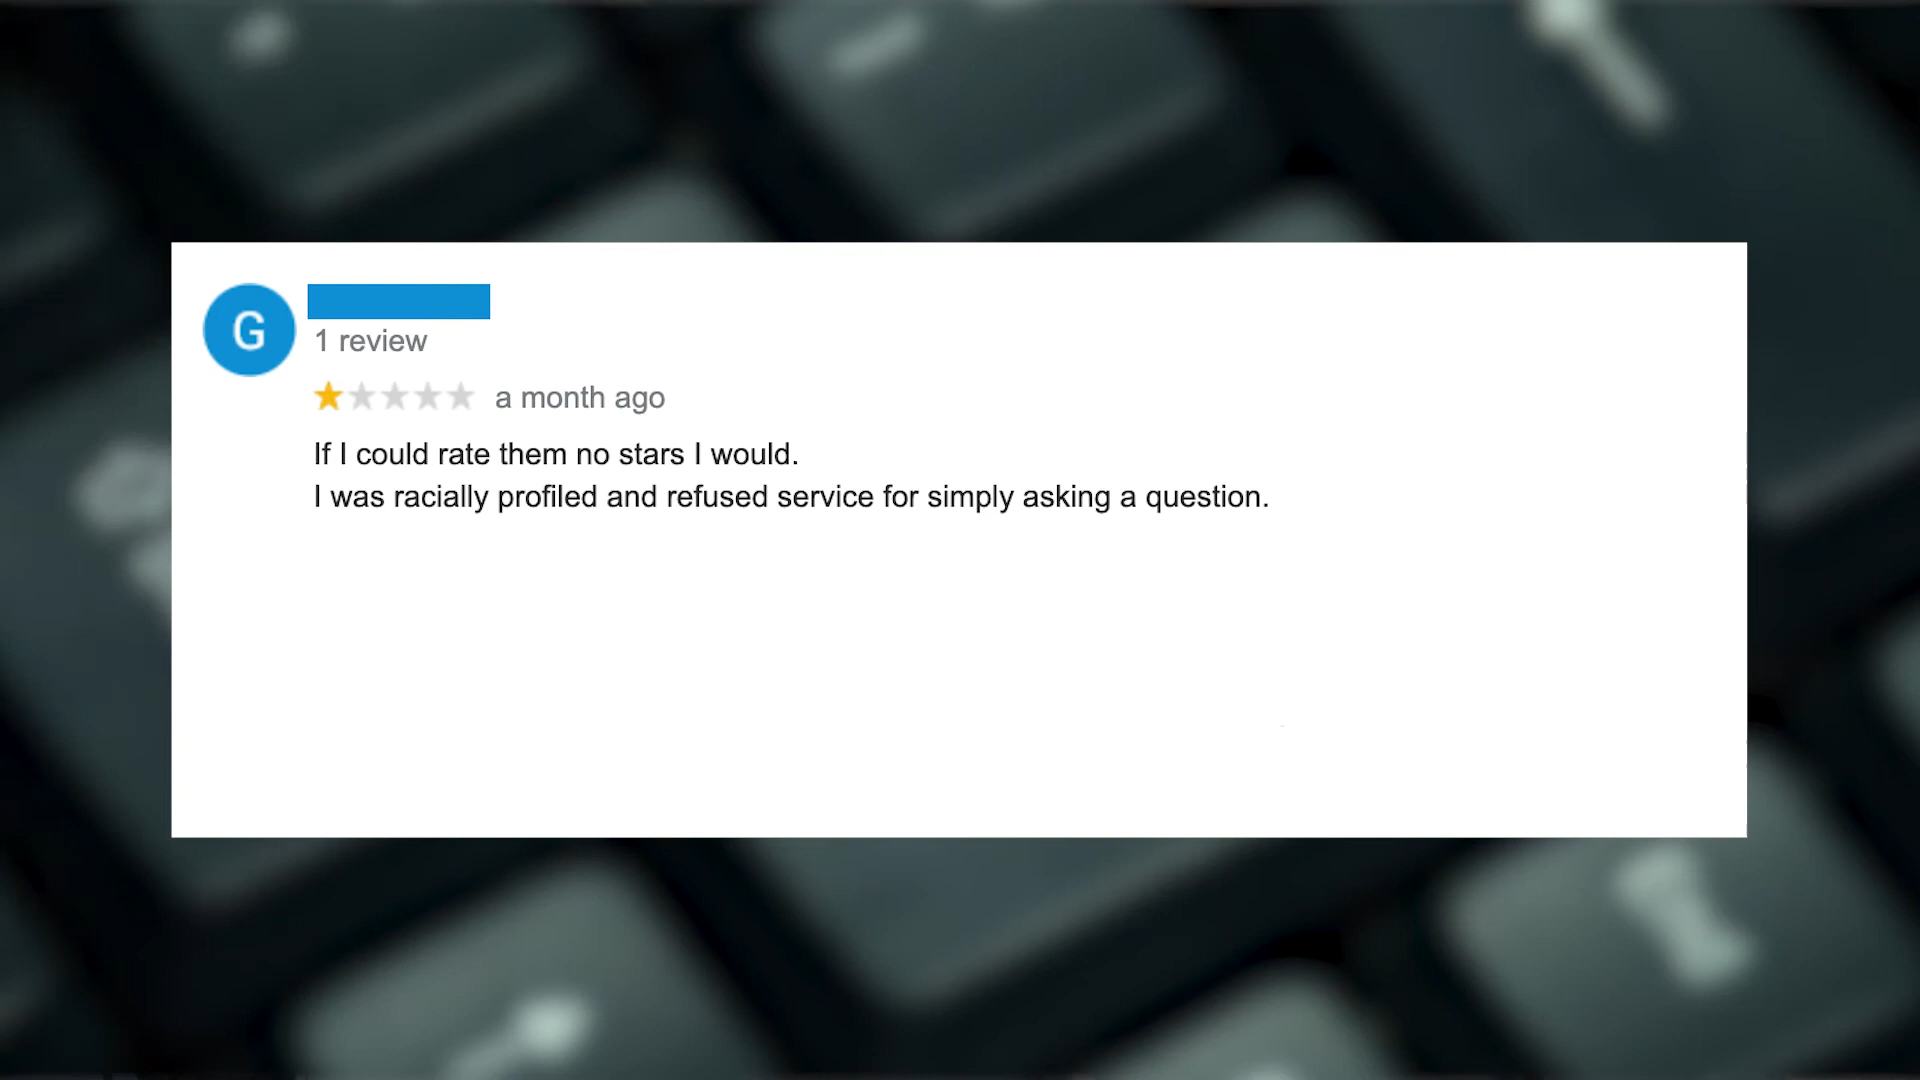 G
1 review
a month ago
If I could rate them no stars I would.
I was racially profiled and refused service for simply asking a question.